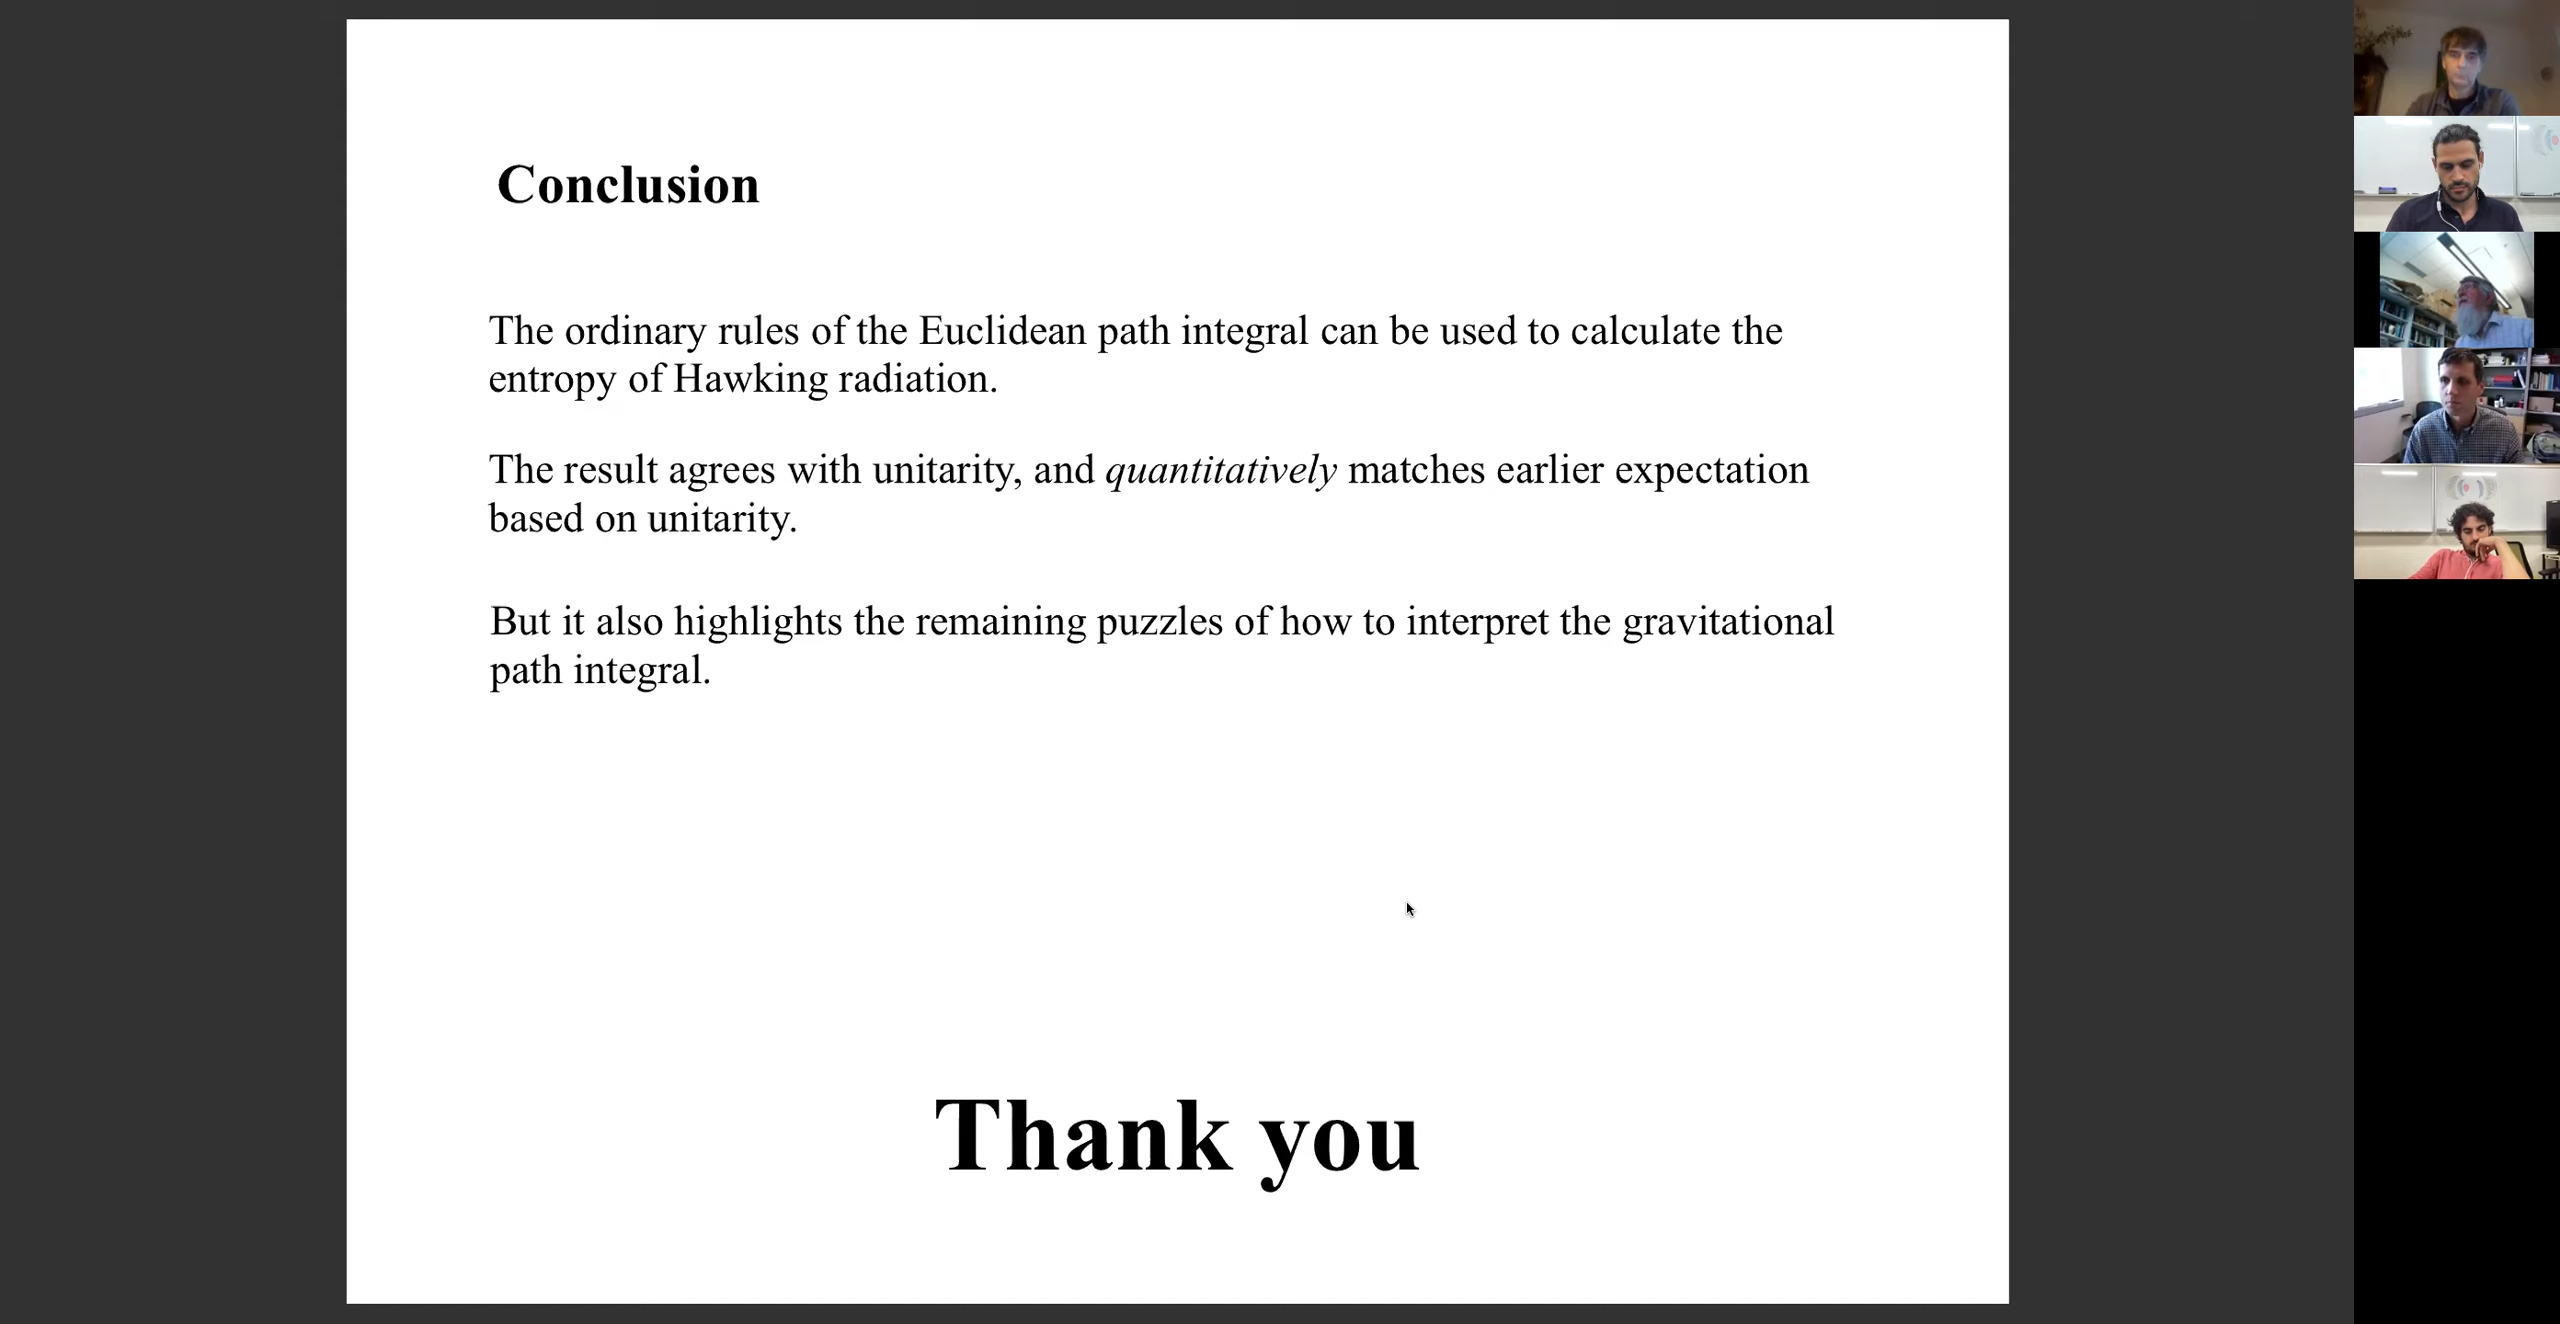 Conclusion
The ordinary rules of the Euclidean path integral can be used to calculate the
entropy of Hawking radiation.
The result agrees with unitarity, and quantitatively matches earlier expectation
based on unitarity.
But it also highlights the remaining puzzles of how to interpret the gravitational
path integral.
Thank you